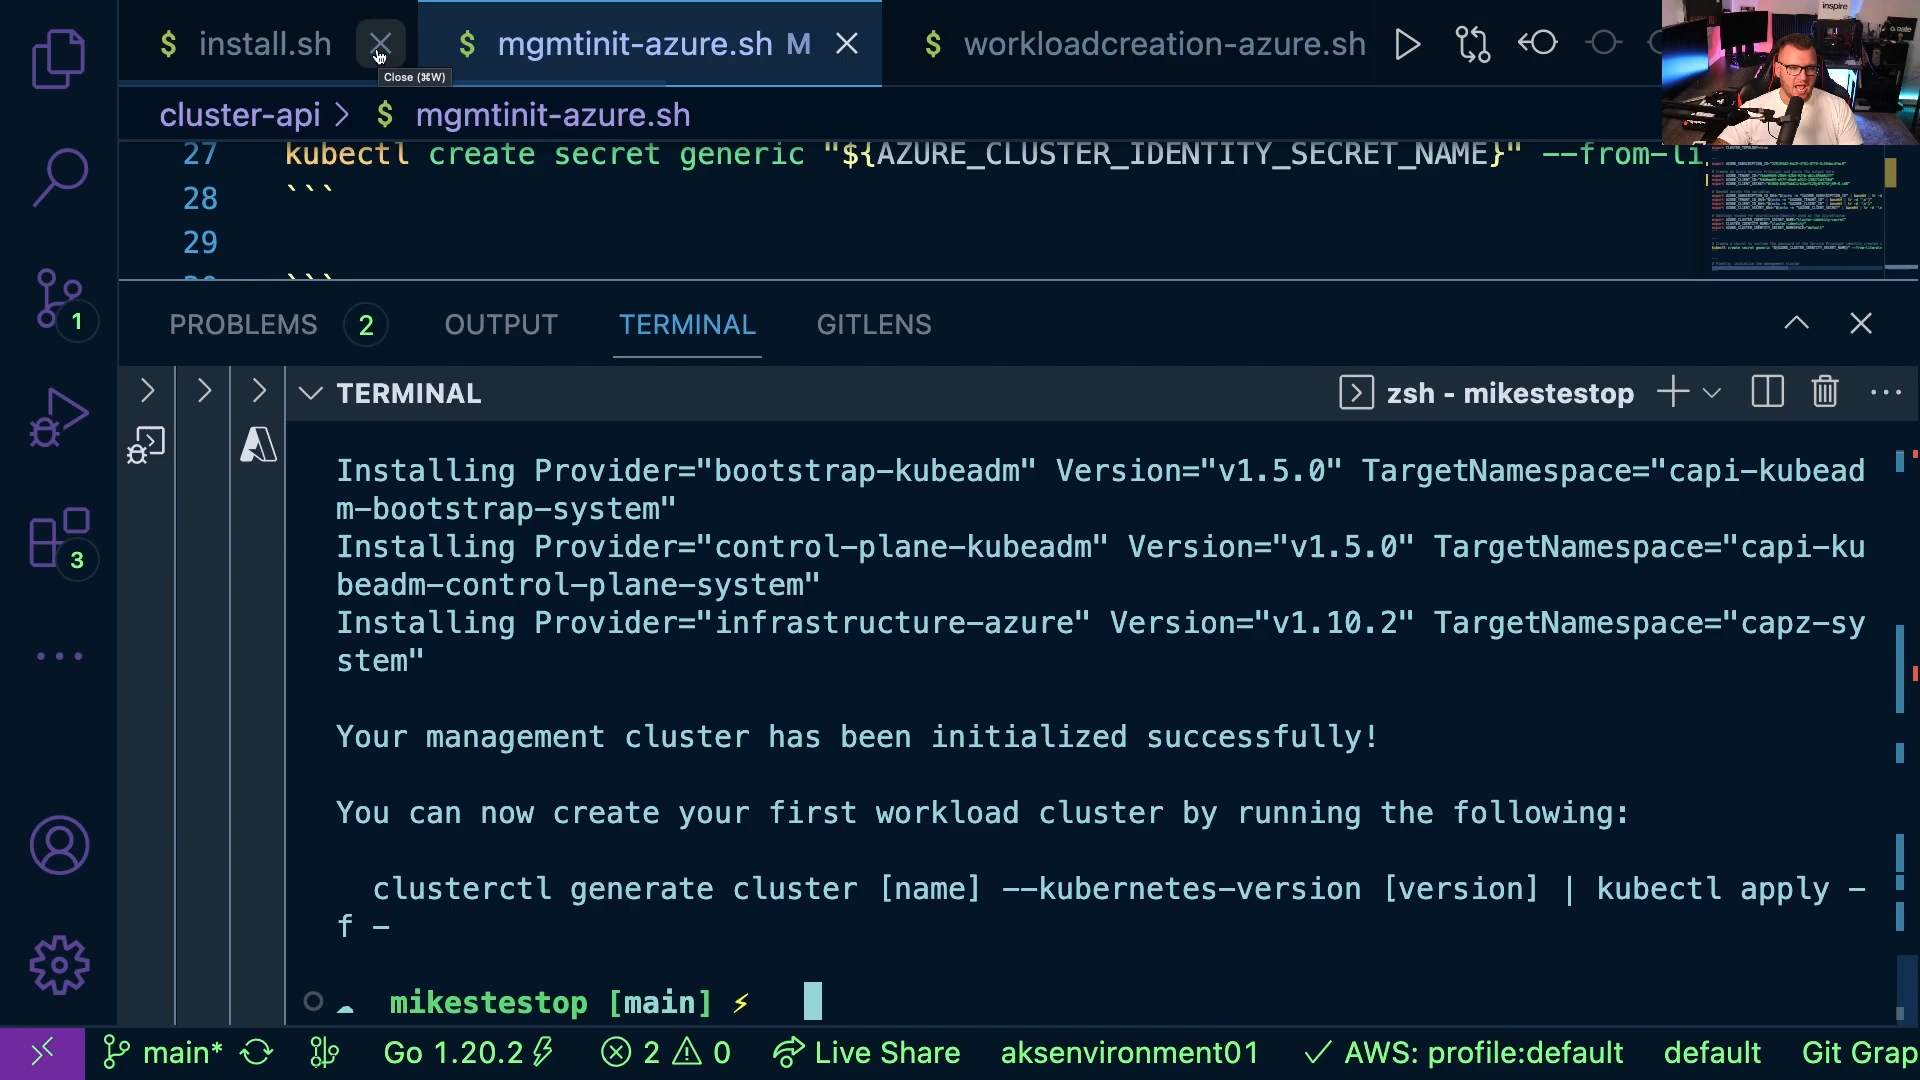 $ install.sh
$ mgmtinit-azure.sh M
$ workloadcreation-azure.sh
Close (⌘W)
inspire
create
cluster-api > $ mgmtinit-azure.sh
27 kubectl create secret generic "${AZURE_CLUSTER_IDENTITY_SECRET_NAME}" --from-li
28 ```
29
```
PROBLEMS 2 OUTPUT TERMINAL GITLENS
1
3
TERMINAL
zsh - mikestestop
Installing Provider="bootstrap-kubeadm" Version="v1.5.0" TargetNamespace="capi-kubead
m-bootstrap-system"
Installing Provider="control-plane-kubeadm" Version="v1.5.0" TargetNamespace="capi-ku
beadm-control-plane-system"
Installing Provider="infrastructure-azure" Version="v1.10.2" TargetNamespace="capz-sy
stem"
Your management cluster has been initialized successfully!
You can now create your first workload cluster by running the following:
clusterctl generate cluster [name] --kubernetes-version [version] | kubectl apply -
f -
mikestestop [main] ⚡
main* Go 1.20.2 2 0 Live Share aksenvironment01 ✓ AWS: profile:default default Git Grap